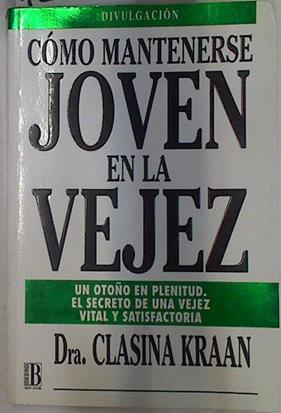 DIVULGACIÓN
CÓMO MANTENERSE
JOVEN
EN LA
VEJEZ
UN OTOÑO EN PLENITUD.
EL SECRETO DE UNA VEJEZ
VITAL Y SATISFACTORIA
Dra. CLASINA KRAAN
B